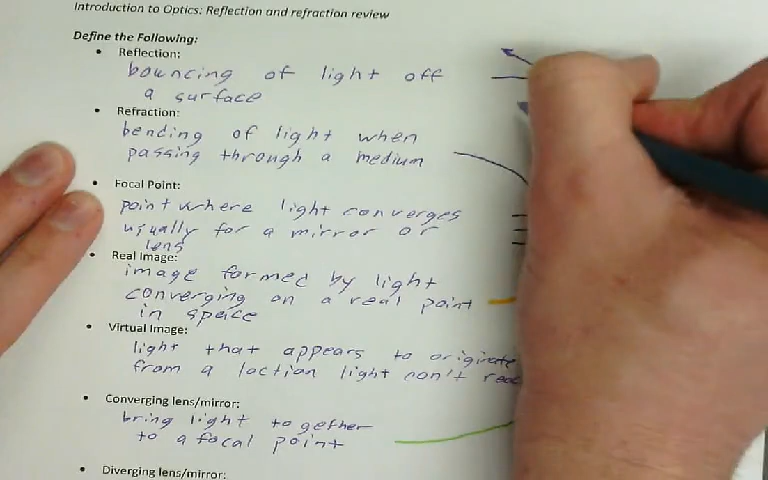 Introduction to Optics: Reflection and refraction review
Define the Following:
• Reflection:
bouncing of light off
a surface
• Refraction:
bending of light when
passing through a medium
• Focal Point:
point where light converges
usually for a mirror or
lens
• Real Image:
image formed by light
converging on a real point
in space
• Virtual Image:
light that appears to originate
from a loction light can't
• Converging lens/mirror:
bring light together
to a focal point
• Diverging lens/mirror: